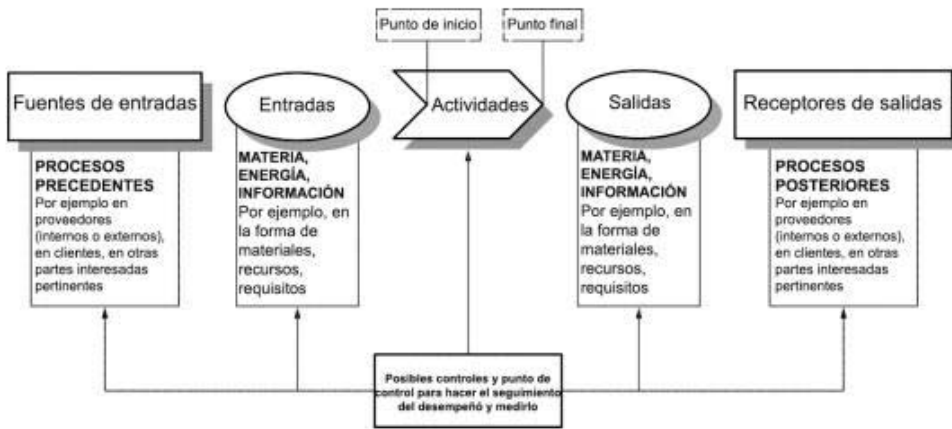 Punto de inicio
Punto final
Fuentes de entradas
Entradas
Actividades
Salidas
Receptores de salidas
PROCESOS
PRECEDENTES
Por ejemplo en
proveedores
(internos o externos),
en clientes, en otras
partes interesadas
pertinentes
MATERIA,
ENERGÍA,
INFORMACIÓN
Por ejemplo, en
la forma de
materiales,
recursos,
requisitos
MATERIA,
ENERGÍA,
INFORMACIÓN
Por ejemplo, en
la forma de
materiales,
recursos,
requisitos
PROCESOS
POSTERIORES
Por ejemplo en
proveedores
(internos o externos),
en clientes, en otras
partes interesadas
pertinentes
Posibles controles y punto de
control para hacer el seguimiento
del desempeñó y medirlo